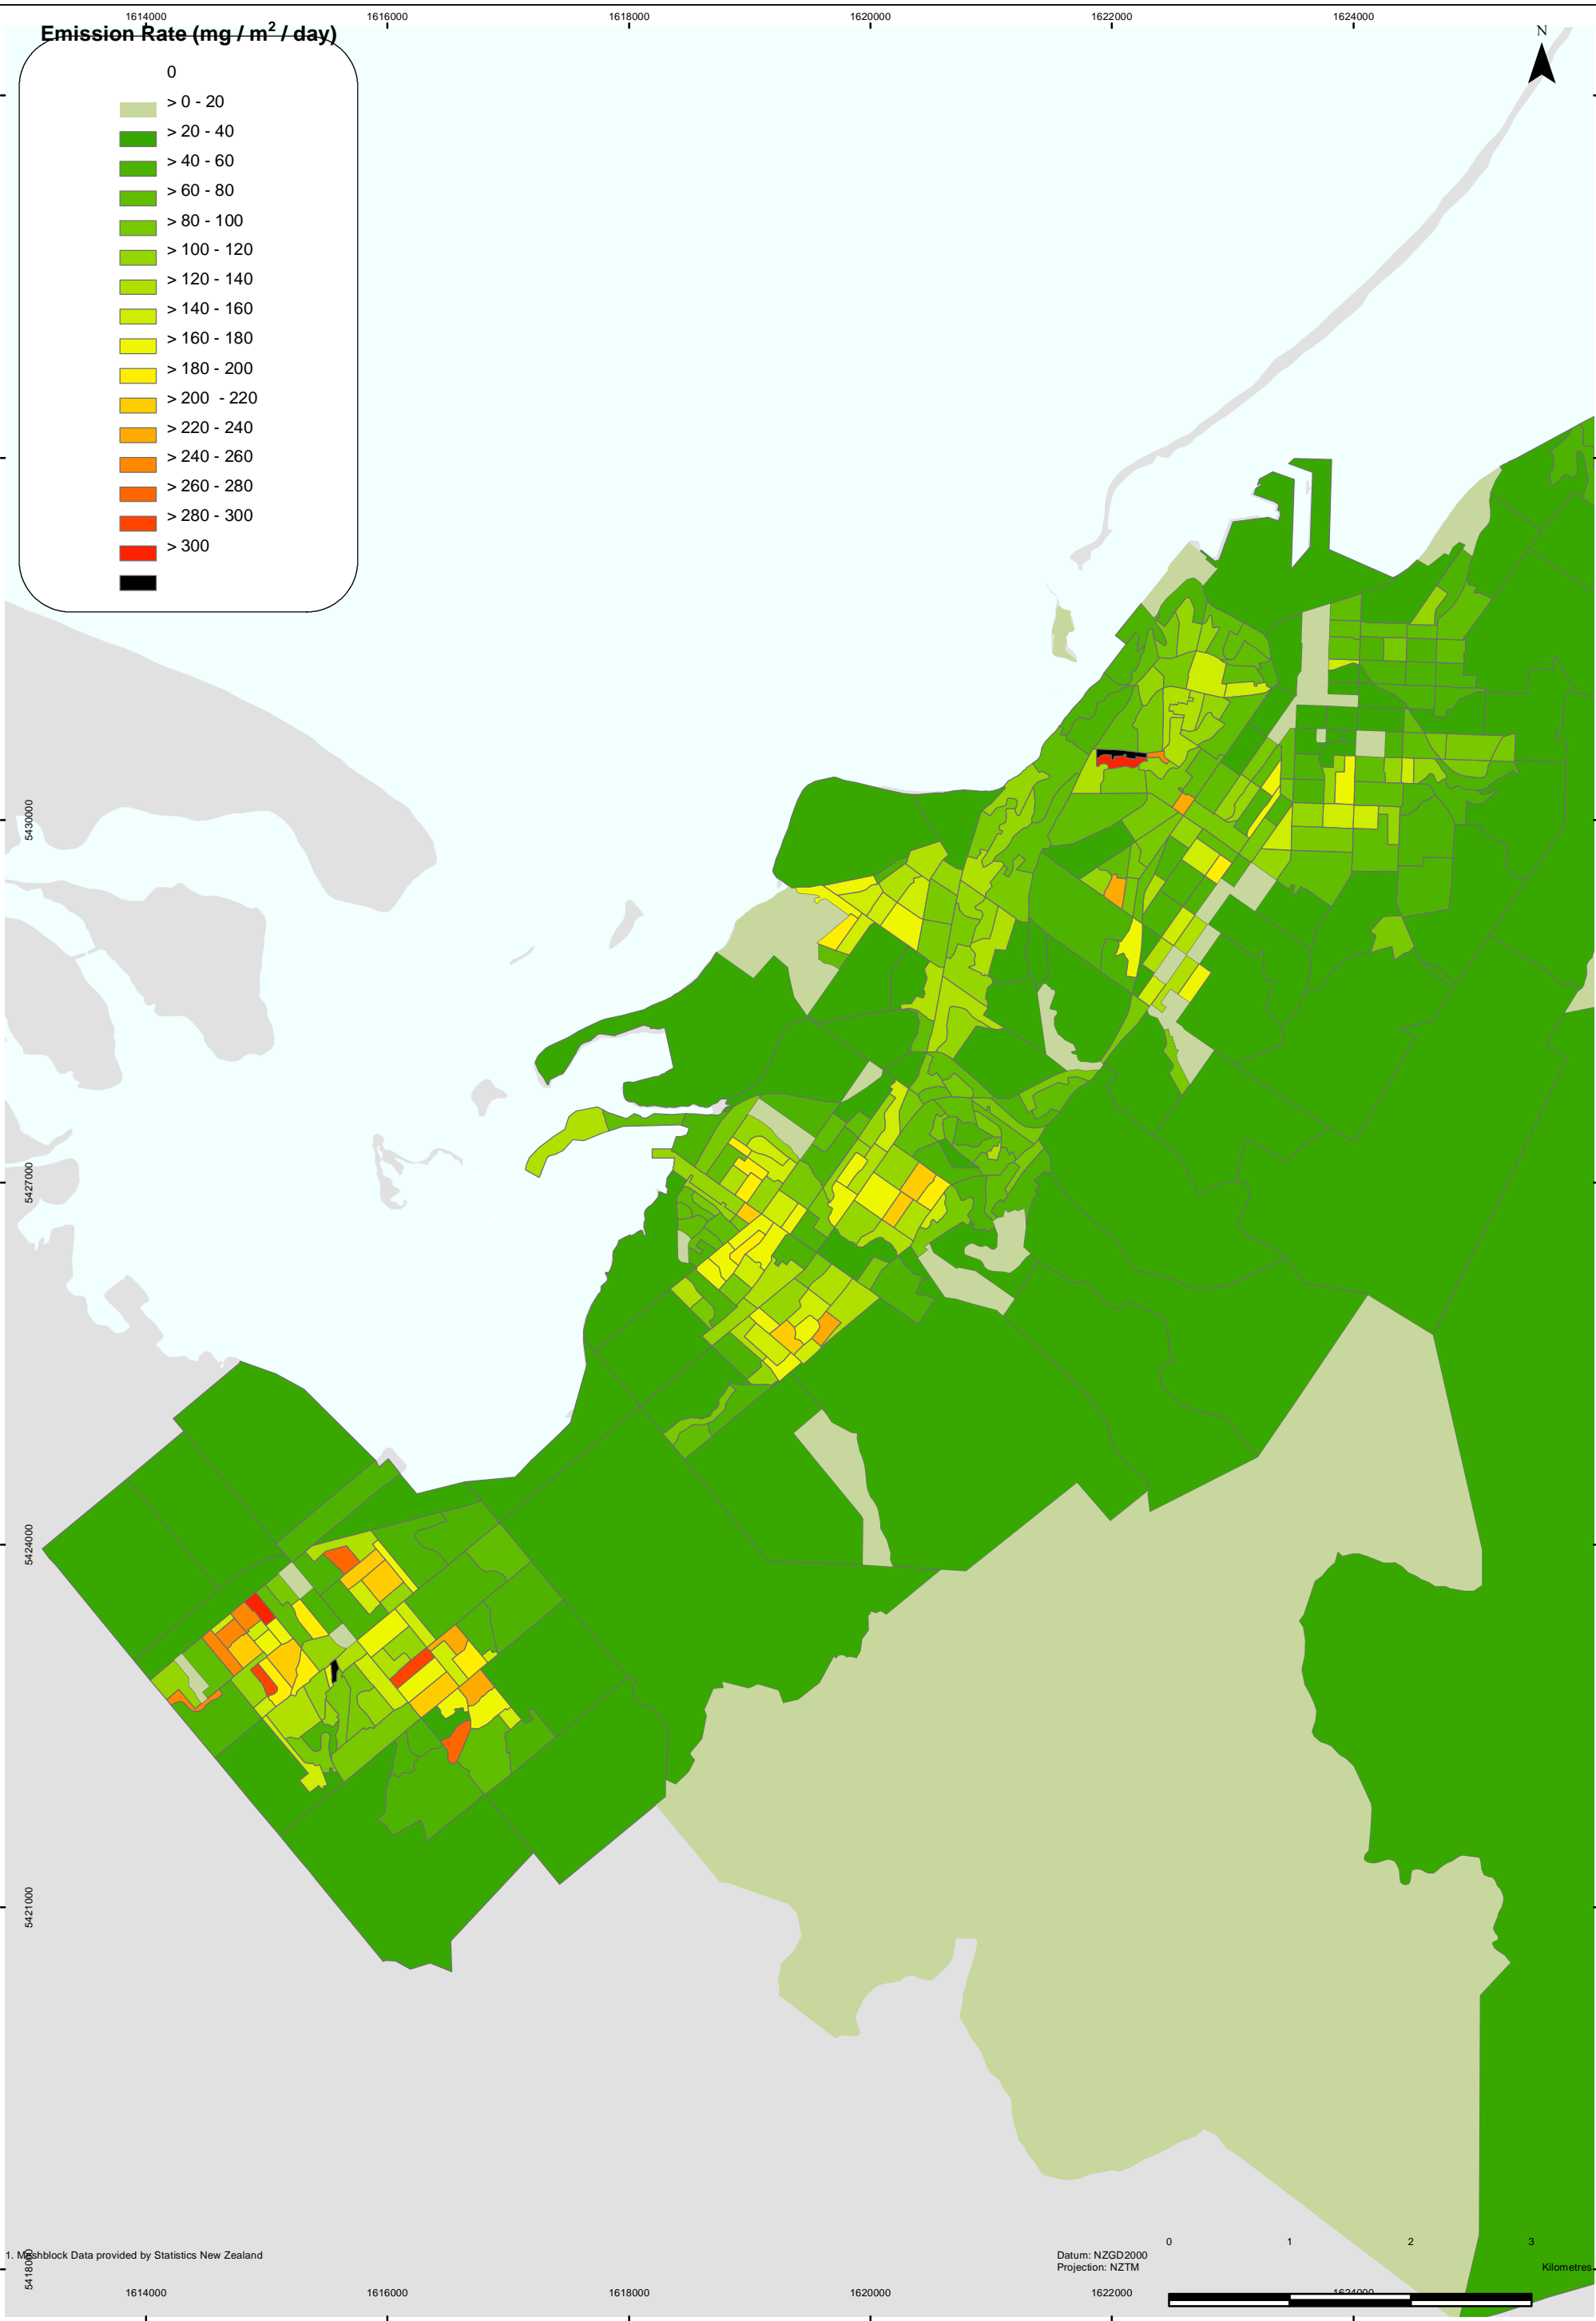 1614000 1616000 1618000 1620000 1622000 1624000
Emission Rate (mg / m2 / day)
N
0
> 0 - 20
> 20 - 40
> 40 - 60
> 60 - 80
> 80 - 100
> 100 - 120
> 120 - 140
> 140 - 160
> 160 - 180
> 180 - 200
> 200  - 220
> 220 - 240
> 240 - 260
> 260 - 280
> 280 - 300
> 300
5430000
5427000
5424000
5421000
5418000
1. Meshblock Data provided by Statistics New Zealand
Datum: NZGD2000
Projection: NZTM
0 1 2 3
Kilometres
1614000 1616000 1618000 1620000 1622000 1624000